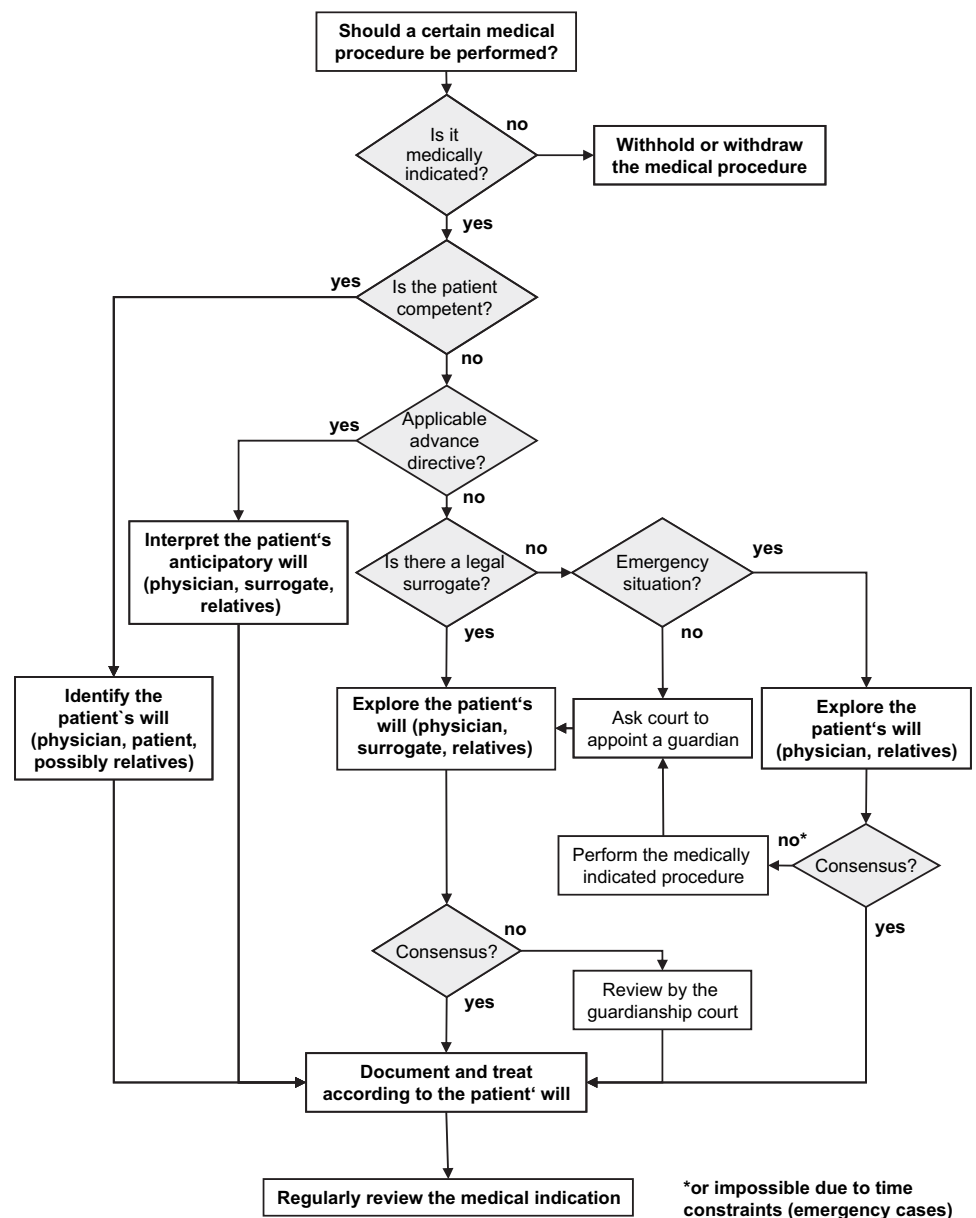 Should a certain medical
procedure be performed?
Is it
medically
indicated?
no
Withhold or withdraw
the medical procedure
yes
Is the patient
competent?
yes
no
Applicable
advance
directive?
yes
no
Interpret the patient‘s
anticipatory will
(physician, surrogate,
relatives)
Is there a legal
surrogate?
no
Emergency
situation?
yes
yes
no
Identify the
patient`s will
(physician, patient,
possibly relatives)
Explore the patient‘s
will (physician,
surrogate, relatives)
Ask court to
appoint a guardian
Explore the
patient‘s will
(physician, relatives)
Perform the medically
indicated procedure
no*
Consensus?
yes
Consensus?
no
yes
Review by the
guardianship court
Document and treat
according to the patient‘ will
Regularly review the medical indication
*or impossible due to time
constraints (emergency cases)